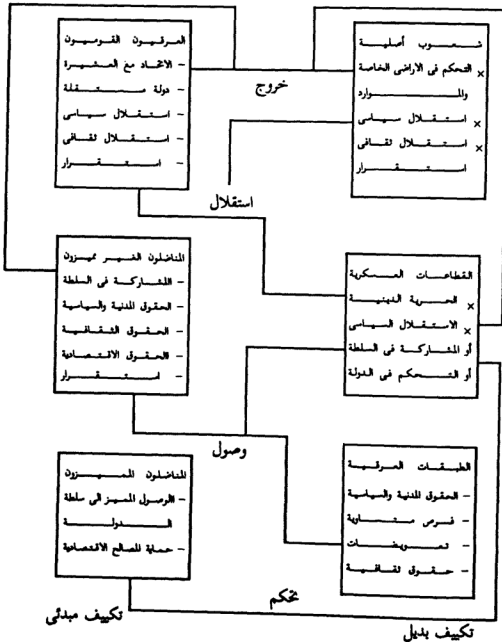 شعوب أصلية
× التحكم فى الاراضى الخاصة
والموارد
× استقلال سياسى
× استقلال ثقافى
استقرار
العرقيون القوميون
– الاتحاد مع العشيرة
– دولة مستقلة
– استقلال سياسى
– استقلال ثقافى
– استقرار
خروج
استقلال
القطاعات العسكرية
× الحرية الدينية
× الاستقلال السياسى
أو المشاركة فى السلطة
أو التحكم فى الدولة
المناضلون الغير مميزون
– المشاركة فى السلطة
– الحقوق المدنية والسياسية
– الحقوق الثقافية
– الحقوق الاقتصادية
– استقرار
وصول
الطبقات العرقية
– الحقوق المدنية والسياسية
– فرص متساوية
– تعويضات
– حقوق ثقافية
المناضلون المميزون
– الوصول المميز الى سلطة
الدولة
– حماية المصالح الاقتصادية
تحكم
تكييف بديل
تكييف مبدئى